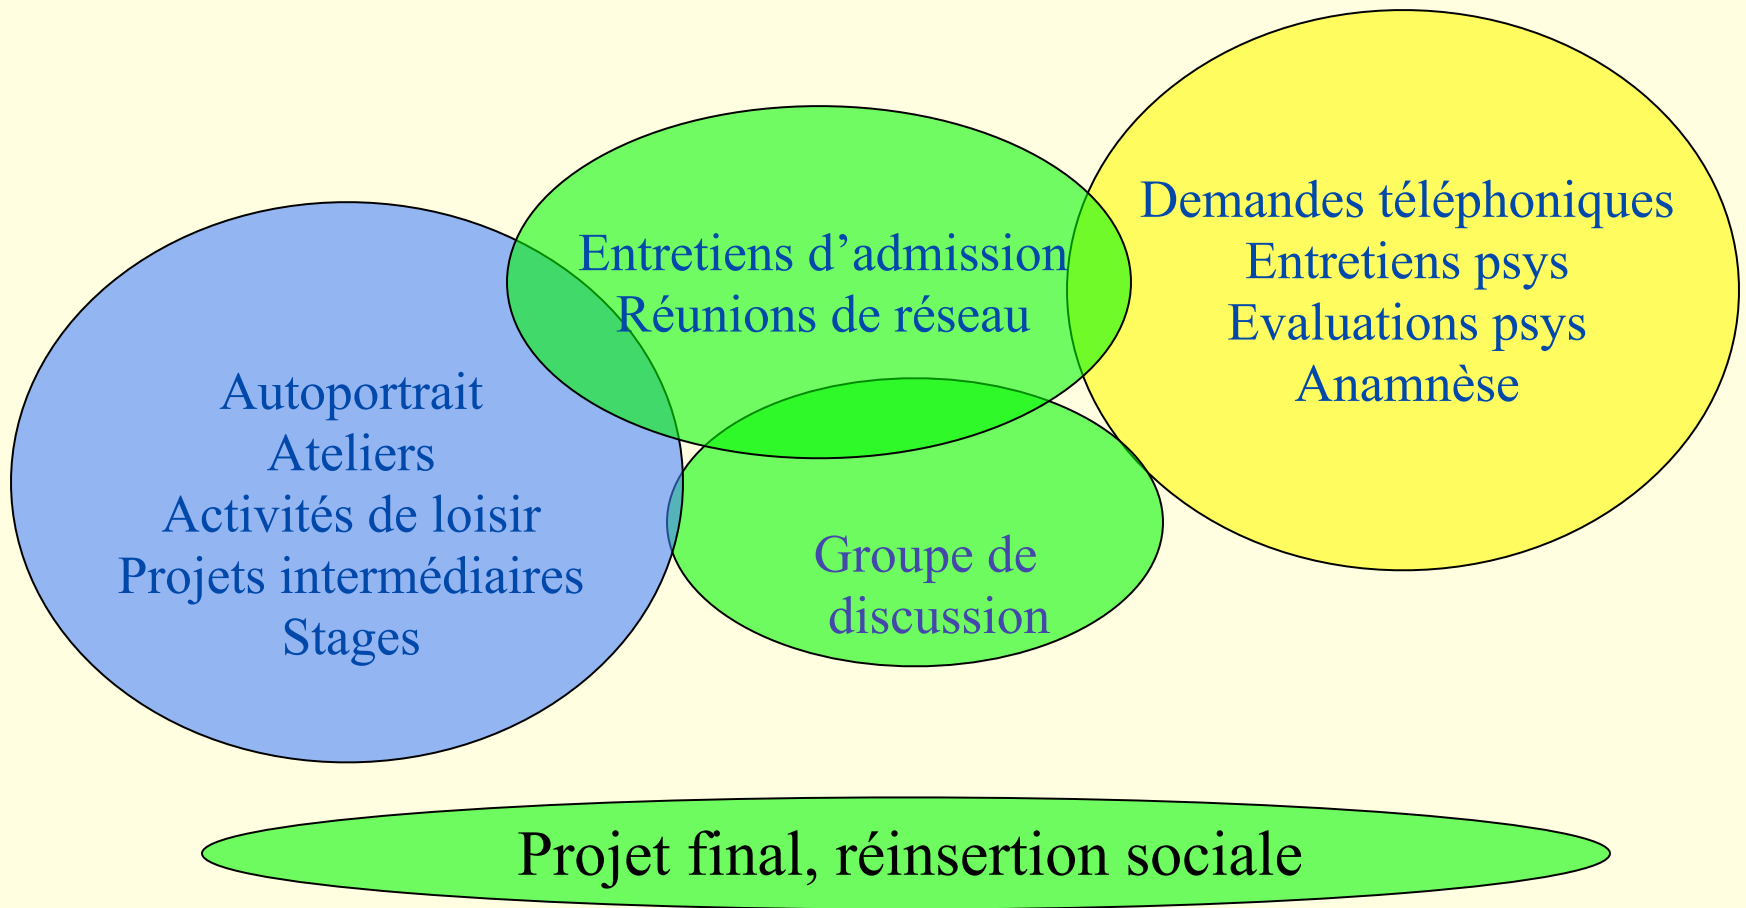 Autoportrait
Ateliers
Activités de loisir
Projets intermédiaires
Stages
Entretiens d’admission
Réunions de réseau
Groupe de
discussion
Demandes téléphoniques
Entretiens psys
Evaluations psys
Anamnèse
Projet final, réinsertion sociale